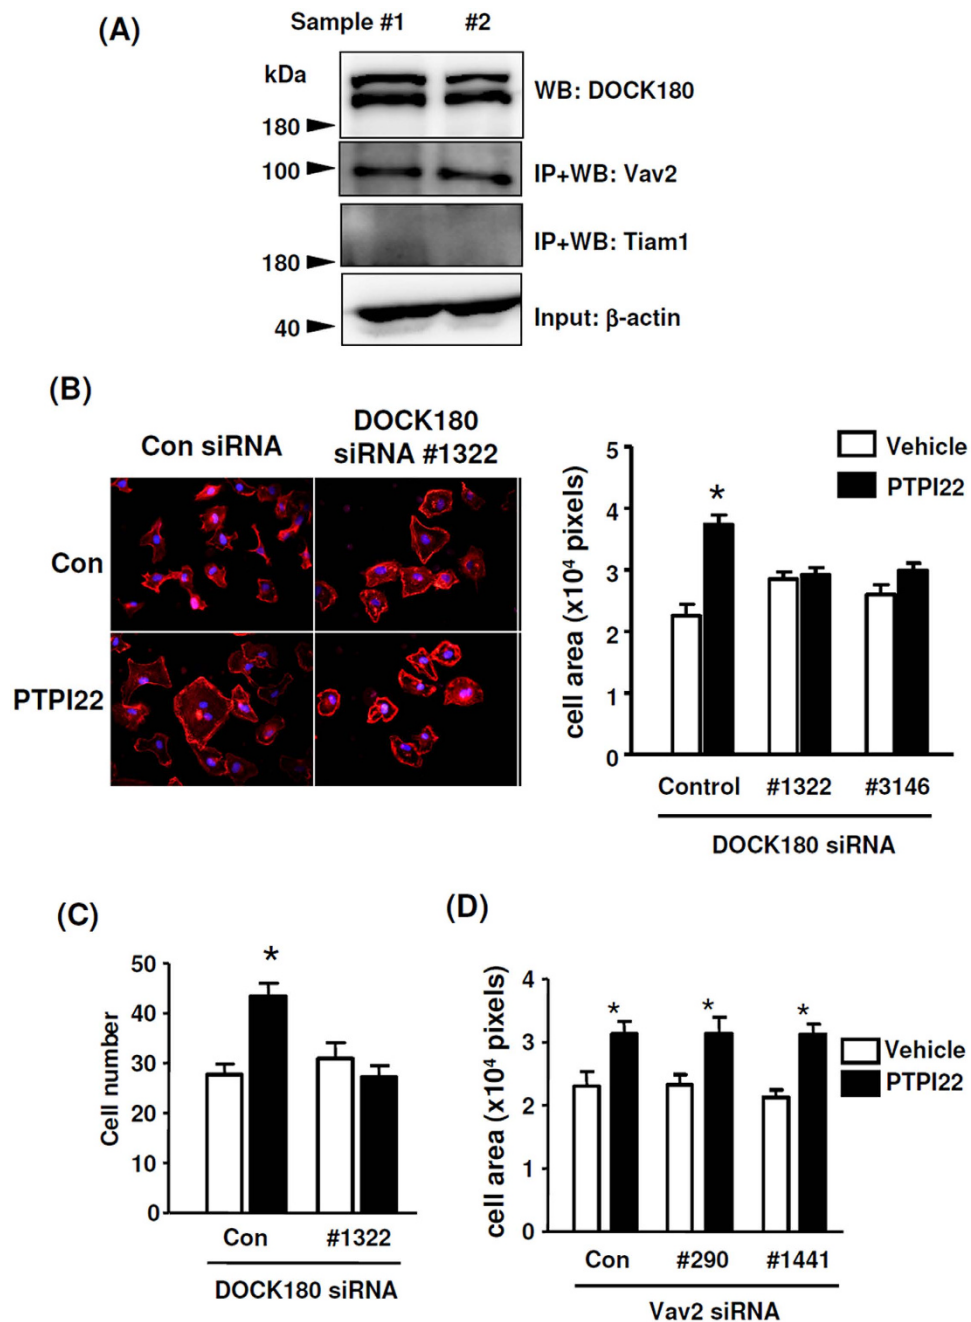 (A)
Sample #1 #2
kDa
WB: DOCK180
180
100
IP+WB: Vav2
IP+WB: Tiam1
180
Input: β-actin
40
(B)
Con siRNA
DOCK180
siRNA #1322
Con
PTPI22
Vehicle
PTPI22
cell area (x10⁴ pixels)
5
4
3
2
1
0
*
Control #1322 #3146
DOCK180 siRNA
(C)
Cell number
50
40
30
20
10
0
*
Con #1322
DOCK180 siRNA
(D)
cell area (x10⁴ pixels)
4
3
2
1
0
* * *
Vehicle
PTPI22
Con #290 #1441
Vav2 siRNA